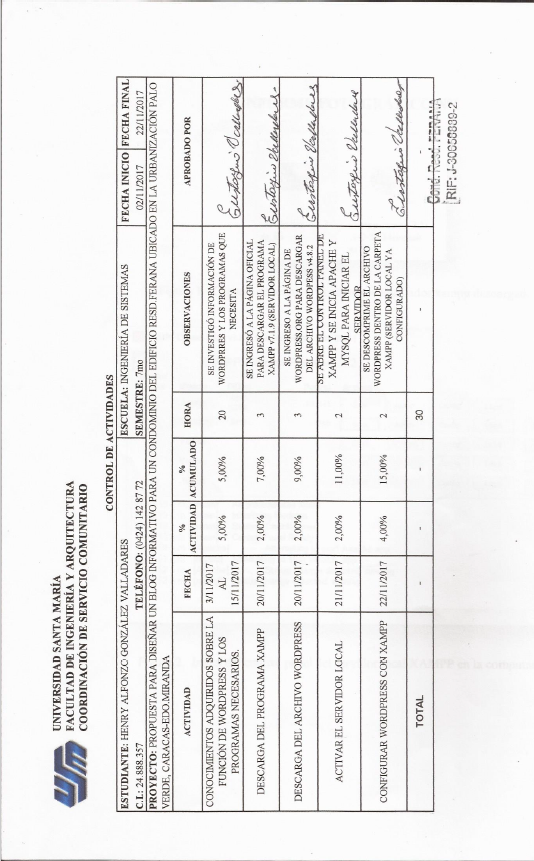 UNIVERSIDAD SANTA MARÍA
FACULTAD DE INGENIERÍA Y ARQUITECTURA
COORDINACIÓN DE SERVICIO COMUNITARIO
CONTROL DE ACTIVIDADES
ESTUDIANTE: HENRY ALFONZO GONZÁLEZ VALLADARES ESCUELA: INGENIERÍA DE SISTEMAS FECHA INICIO FECHA FINAL
C.I.: 24.888.357 TELÉFONO: (0424) 142 87 72 SEMESTRE: 7mo 02/11/2017 22/11/2017
PROYECTO: PROPUESTA PARA DISEÑAR UN BLOG INFORMATIVO PARA UN CONDOMINIO DEL EDIFICIO RESD.FERANA UBICADO EN LA URBANIZACIÓN PALO
VERDE, CARACAS-EDO.MIRANDA
ACTIVIDAD FECHA % ACTIVIDAD % ACUMULADO HORA OBSERVACIONES APROBADO POR
CONOCIMIENTOS ADQUIRIDOS SOBRE LA
FUNCIÓN DE WORDPRESS Y LOS
PROGRAMAS NECESARIOS.
3/11/2017
AL
15/11/2017
5,00% 5,00% 20
SE INVESTIGÓ INFORMACIÓN DE
WORDPRRES Y LOS PROGRAMAS QUE
NECESITA
Eustaquio Valladares
DESCARGA DEL PROGRAMA XAMPP 20/11/2017 2,00% 7,00% 3
SE INGRESÓ A LA PÁGINA OFICIAL
PARA DESCARGAR EL PROGRAMA
XAMPP v7.1.9 (SERVIDOR LOCAL)
Eustaquio Valladares
DESCARGA DEL ARCHIVO WORDPRESS 20/11/2017 2,00% 9,00% 3
SE INGRESO A LA PÁGINA DE
WORDPRESS.ORG PARA DESCARGAR
DEL ARCHIVO WORDPESS v4.8.2
Eustaquio Valladares
ACTIVAR EL SERVIDOR LOCAL 21/11/2017 2,00% 11,00% 2
SE ABRE EL CONTROL PANEL DE
XAMPP Y SE INICIA APACHE Y
MYSQL PARA INICIAR EL
SERVIDOR
Eustaquio Valladares
CONFIGURAR WORDPRESS CON XAMPP 22/11/2017 4,00% 15,00% 2
SE DESCOMPRIME EL ARCHIVO
WORDPRESS DENTRO DE LA CARPETA
XAMPP (SERVIDOR LOCAL YA
CONFIGURADO)
Eustaquio Valladares
TOTAL - - - 30 - -
Cond. Resd. FERANA
RIF: J-30656839-2